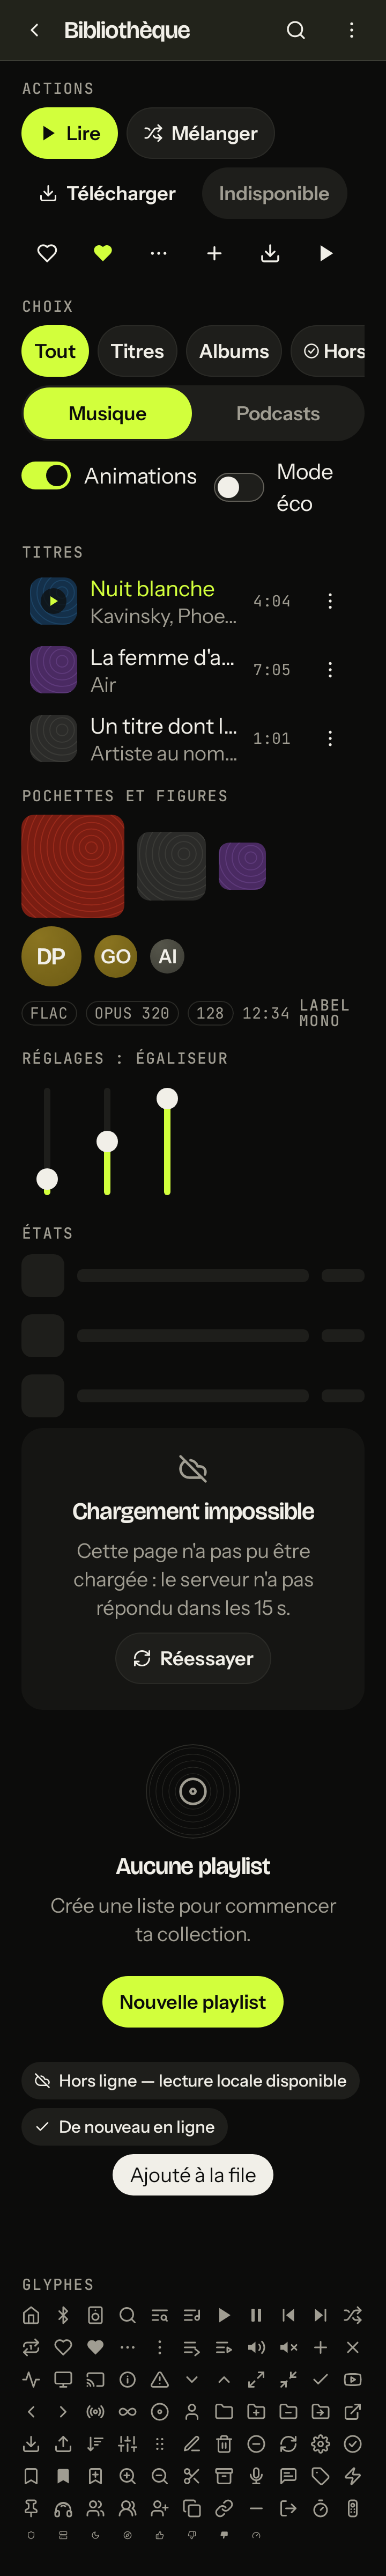 Bibliothèque
ACTIONS
Lire
Mélanger
Télécharger
Indisponible
CHOIX
Tout
Titres
Albums
Hors
Musique
Podcasts
Animations
Mode
éco
TITRES
Nuit blanche
Kavinsky, Phoe...
4:04
La femme d'a...
Air
7:05
Un titre dont l...
Artiste au nom...
1:01
POCHETTES ET FIGURES
DP
GO
AI
FLAC
OPUS 320
128
12:34
LABEL
MONO
RÉGLAGES : ÉGALISEUR
ÉTATS
Chargement impossible
Cette page n'a pas pu être
chargée : le serveur n'a pas
répondu dans les 15 s.
Réessayer
Aucune playlist
Crée une liste pour commencer
ta collection.
Nouvelle playlist
Hors ligne — lecture locale disponible
De nouveau en ligne
Ajouté à la file
GLYPHES